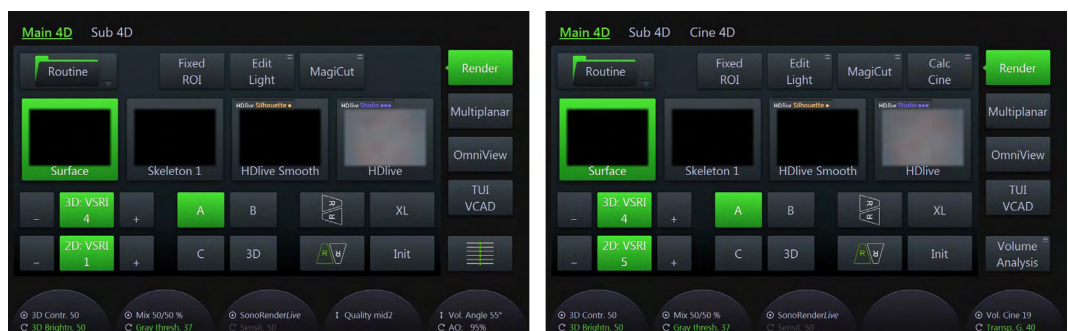 Main 4D Sub 4D
Routine
Fixed ROI
Edit Light
MagiCut
Render
HDlive Silhouette
HDlive Studio
Surface
Skeleton 1
HDlive Smooth
HDlive
Multiplanar
OmniView
TUI VCAD
- 3D: VSRI 4 +
A B
R R
XL
- 2D: VSRI 1 +
C 3D
R R
Init
3D Contr. 50
C 3D Brightn. 50
Mix 50/50 %
C Gray thresh. 37
SonoRenderLive
C Sensit. 50
I Quality mid2
I Vol. Angle 55°
C AO: 95%
Main 4D Sub 4D Cine 4D
Routine
Fixed ROI
Edit Light
MagiCut
Calc Cine
Render
HDlive Silhouette
HDlive Studio
Surface
Skeleton 1
HDlive Smooth
HDlive
Multiplanar
OmniView
TUI VCAD
- 3D: VSRI 4 +
A B
R R
XL
- 2D: VSRI 5 +
C 3D
R R
Init
Volume Analysis
3D Contr. 50
C 3D Brightn. 50
Mix 50/50 %
C Gray thresh. 37
SonoRenderLive
C Sensit. 50
Vol. Cine 19
C Transp. G. 40